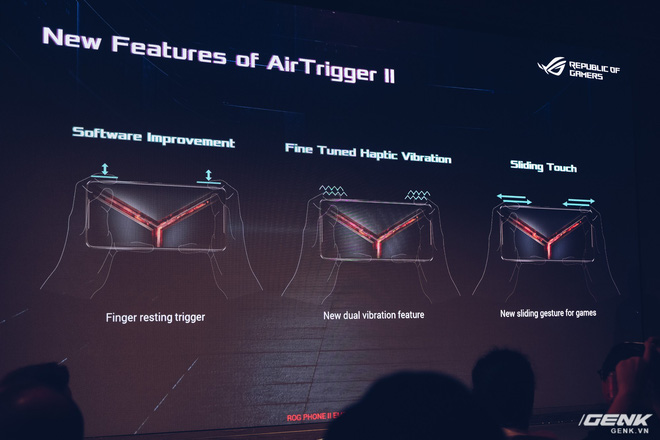 New Features of AirTrigger II
REPUBLIC OF
GAMERS
Software Improvement
Fine Tuned Haptic Vibration
Sliding Touch
Finger resting trigger
New dual vibration feature
New sliding gesture for games
ROG PHONE II
GENK
GENK.VN